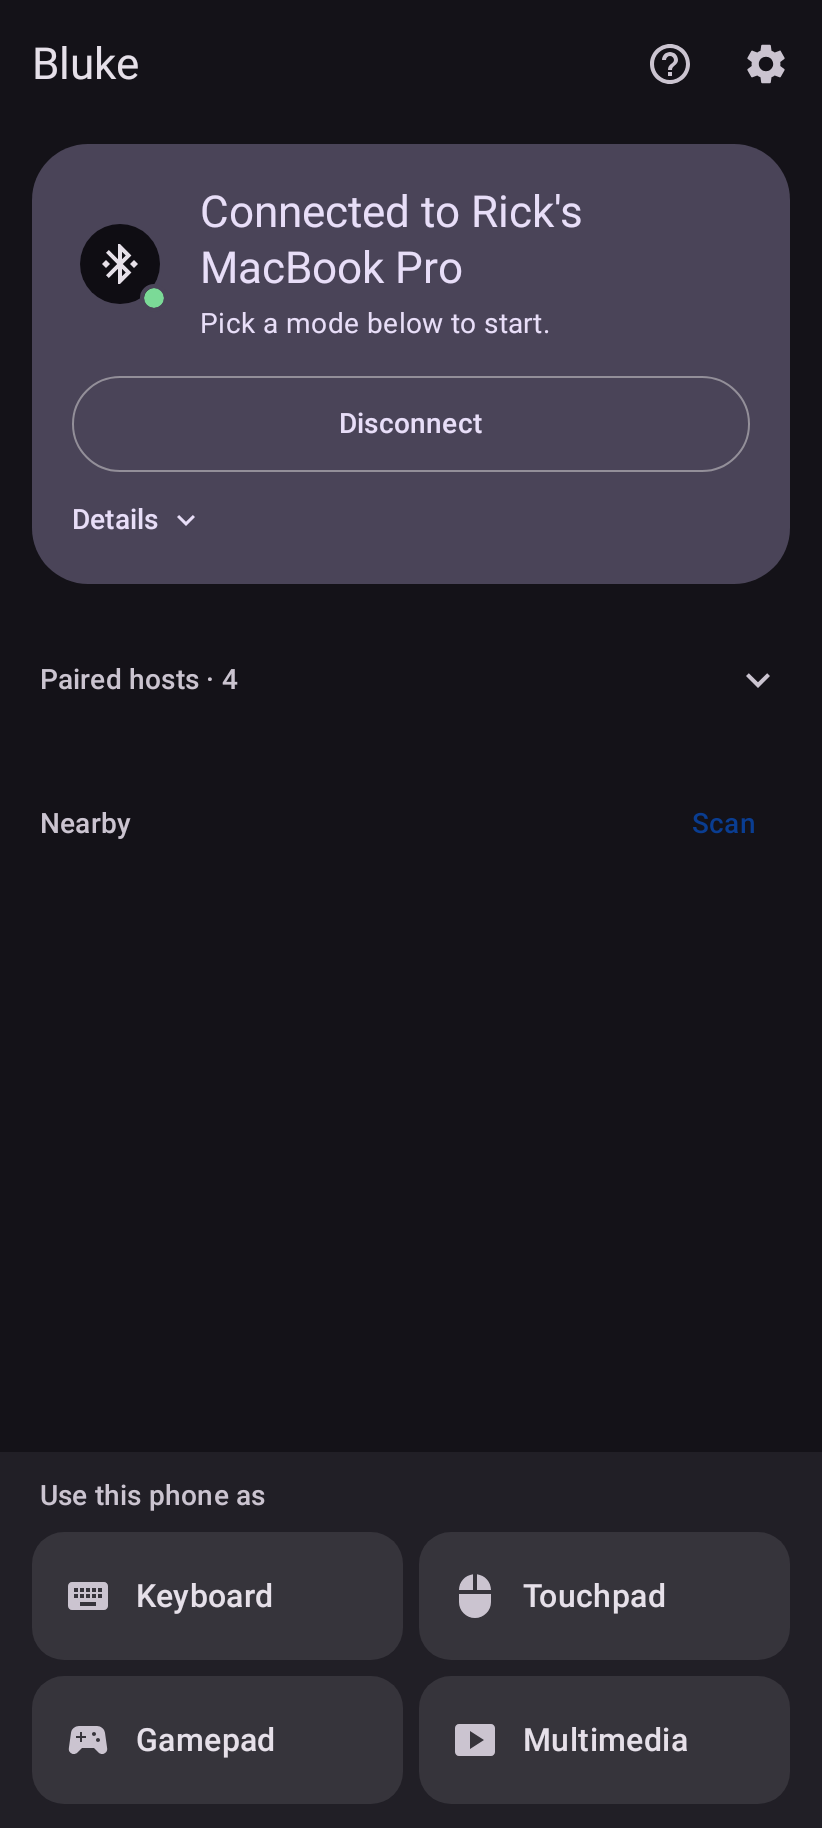 Bluke
Connected to Rick's
MacBook Pro
Pick a mode below to start.
Disconnect
Details
Paired hosts · 4
Nearby
Scan
Use this phone as
Keyboard
Touchpad
Gamepad
Multimedia